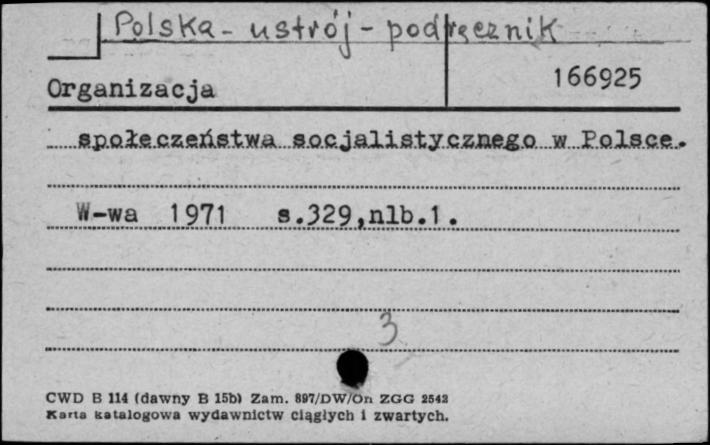 Polska - ustrój - podręcznik
Organizacja
166925
społeczeństwa socjalistycznego w Polsce.
W-wa 1971 s.329,nlb.1.
3
CWD B 114 (dawny B 15b) Zam. 897/DW/On ZGG 2542
Karta katalogowa wydawnictw ciągłych i zwartych.